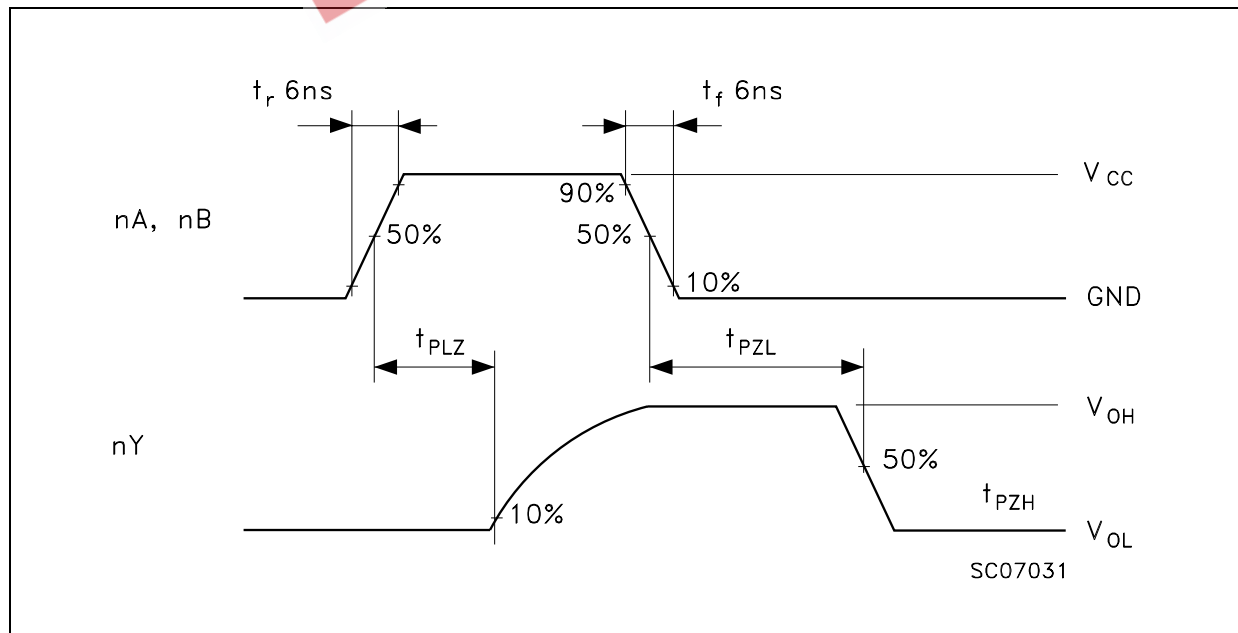 t_r 6ns
t_f 6ns
V_CC
90%
nA, nB
50%
50%
10%
GND
t_PLZ
t_PZL
V_OH
nY
50%
t_PZH
10%
V_OL
SC07031